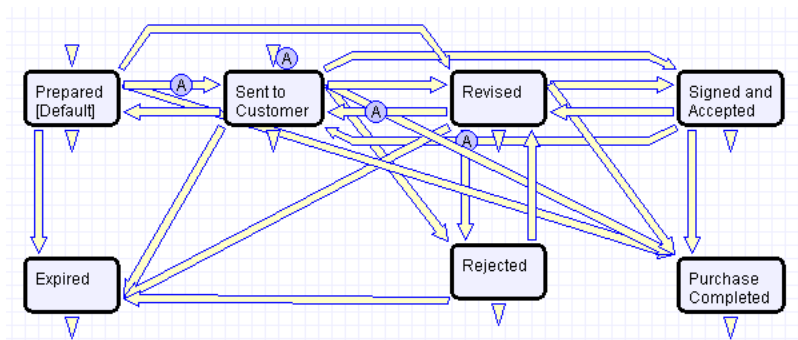 A
A
Prepared
[Default]
Sent to
Customer
A
Revised
Signed and
Accepted
A
Expired
Rejected
Purchase
Completed